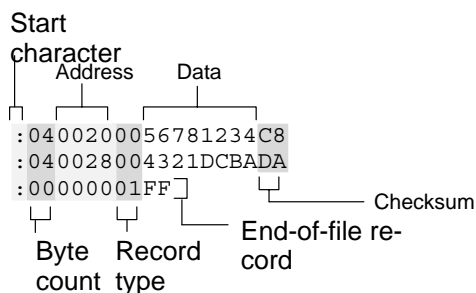 Start
character
Address
Data
:0400200056781234C8
:040028004321DCBADA
:00000001FF
Checksum
End-of-file re-
cord
Byte
count
Record
type